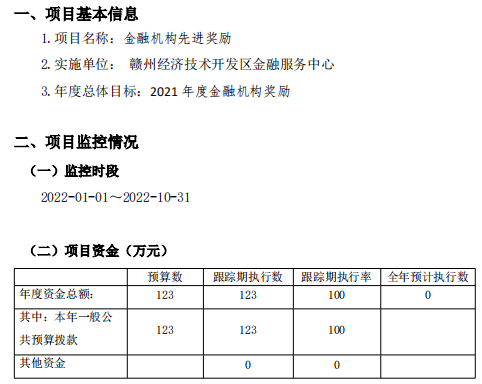 一、项目基本信息
1.项目名称：金融机构先进奖励
2.实施单位： 赣州经济技术开发区金融服务中心
3.年度总体目标：2021 年度金融机构奖励
二、项目监控情况
（一）监控时段
2022-01-01～2022-10-31
（二）项目资金（万元）
预算数 跟踪期执行数 跟踪期执行率 全年预计执行数
年度资金总额： 123 123 100 0
其中：本年一般公
共预算拨款 123 123 100
其他资金 0 0